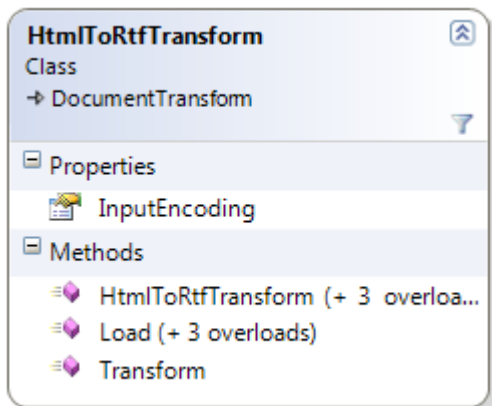 HtmlToRtfTransform
Class
DocumentTransform
Properties
InputEncoding
Methods
HtmlToRtfTransform (+ 3 overloa...
Load (+ 3 overloads)
Transform